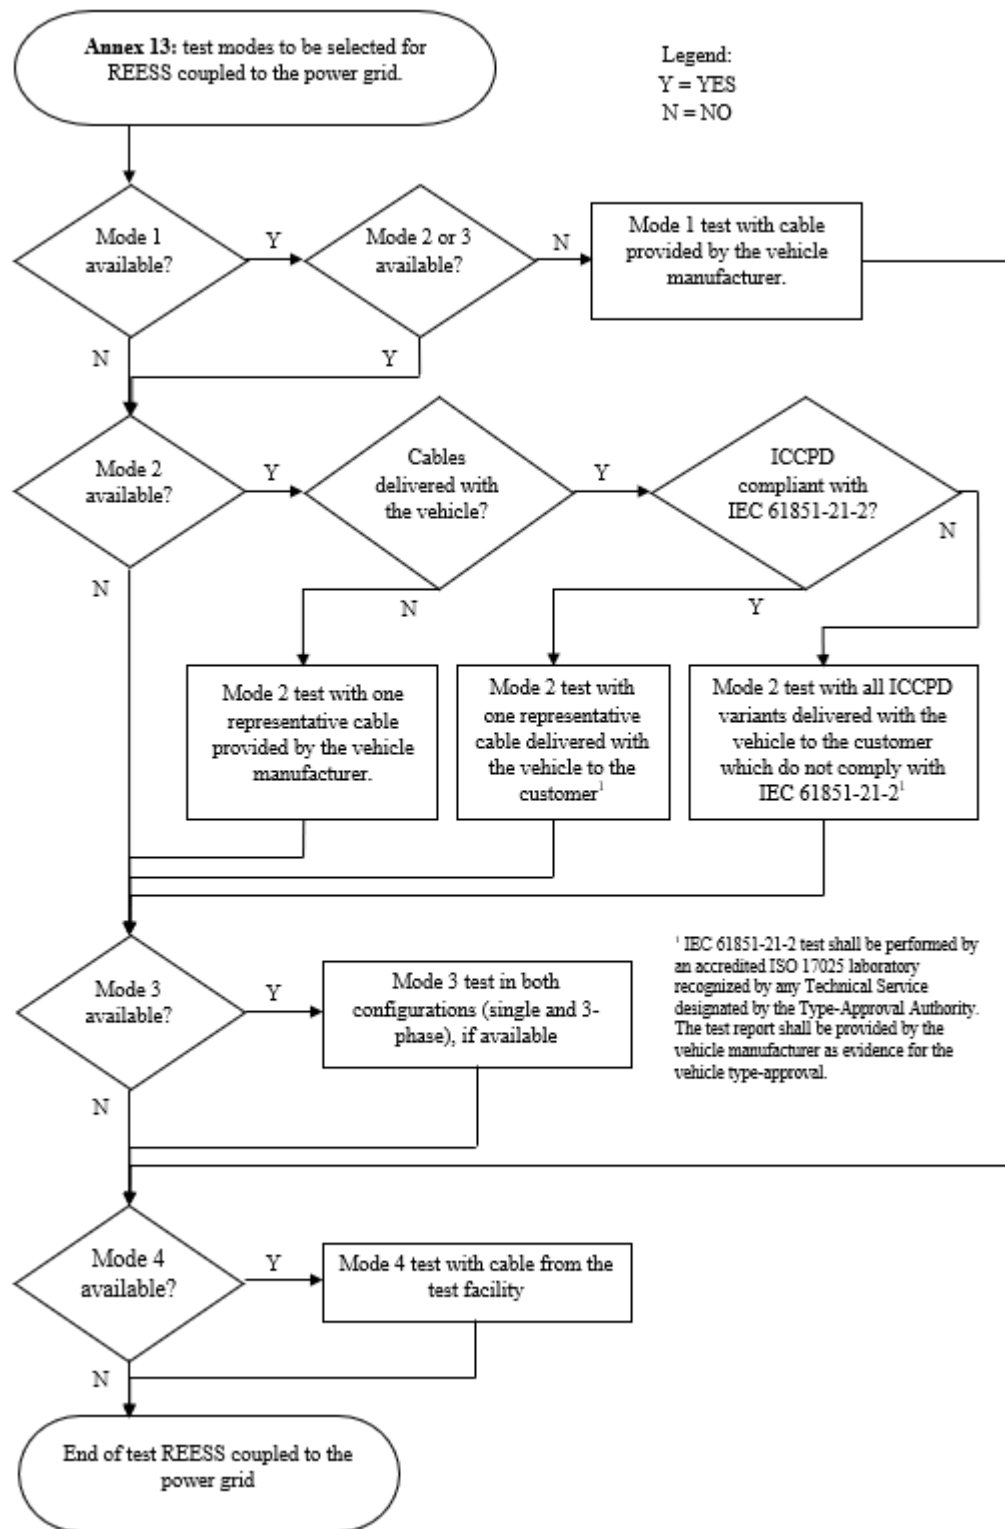 Annex 13: test modes to be selected for
REESS coupled to the power grid.
Legend:
Y = YES
N = NO
Mode 1
available?
Y
Mode 2 or 3
available?
N
Mode 1 test with cable
provided by the vehicle
manufacturer.
N
Y
Mode 2
available?
Y
Cables
delivered with
the vehicle?
Y
ICCPD
compliant with
IEC 61851-21-2?
N
N
N
Y
Mode 2 test with one
representative cable
provided by the vehicle
manufacturer.
Mode 2 test with
one representative
cable delivered with
the vehicle to the
customer¹
Mode 2 test with all ICCPD
variants delivered with the
vehicle to the customer
which do not comply with
IEC 61851-21-2¹
Mode 3
available?
Y
Mode 3 test in both
configurations (single and 3-
phase), if available
¹ IEC 61851-21-2 test shall be performed by
an accredited ISO 17025 laboratory
recognized by any Technical Service
designated by the Type-Approval Authority.
The test report shall be provided by the
vehicle manufacturer as evidence for the
vehicle type-approval.
N
Mode 4
available?
Y
Mode 4 test with cable from the
test facility
N
End of test REESS coupled to the
power grid